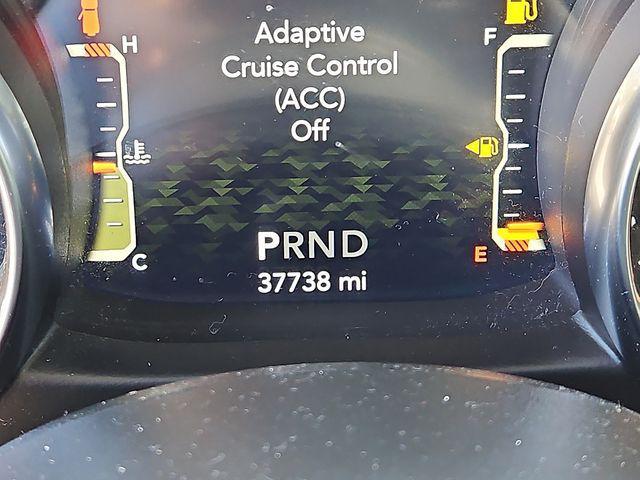 H
F
Adaptive
Cruise Control
(ACC)
Off
C
E
PRND
37738 mi